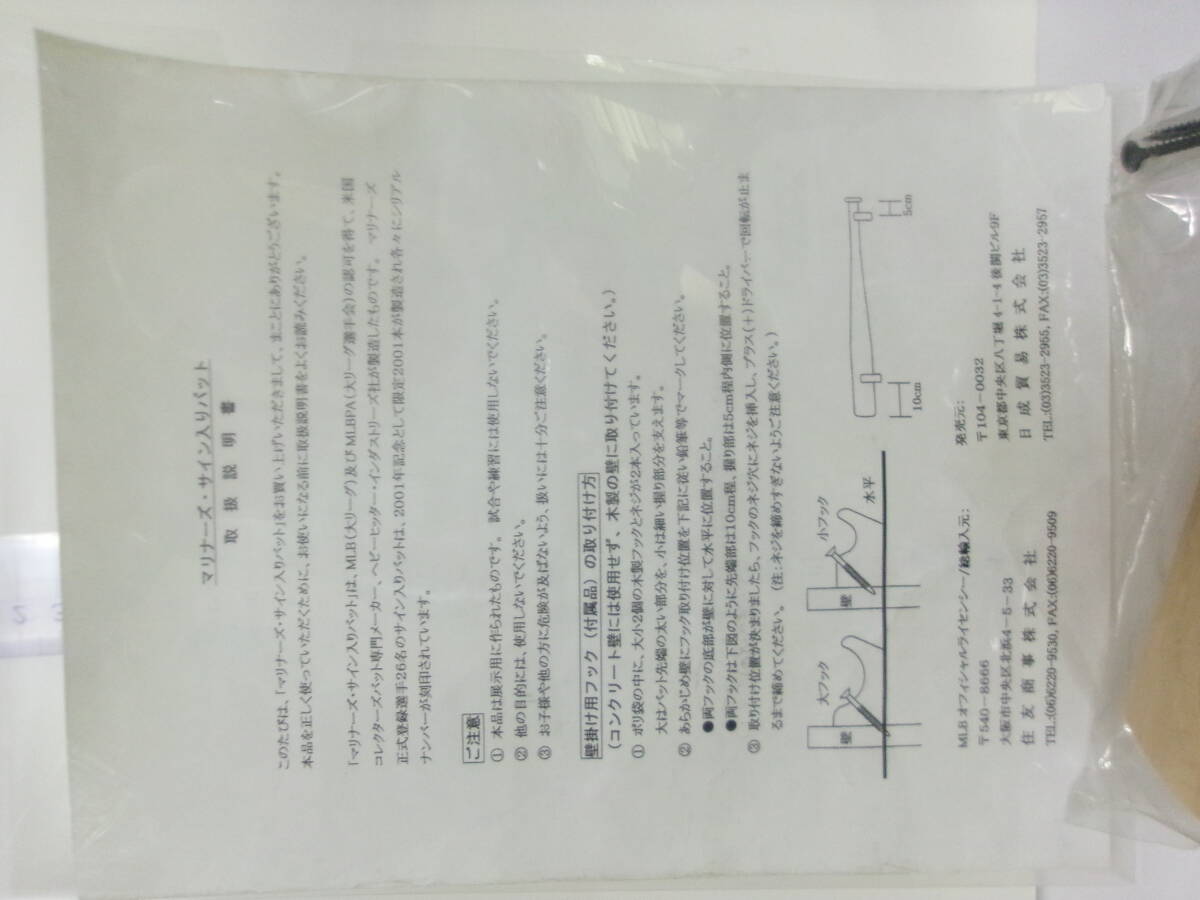 マリナーズ・サイン入りバット
取扱説明書
このたびは、「マリナーズ・サイン入りバット」をお買い上げいただきまして、まことにありがとうございます。
本品を正しく使っていただくために、お使いになる前に取扱説明書をよくお読みください。
「マリナーズ・サイン入りバット」は、MLB(大リーグ)及びMLBPA(大リーグ選手会)の認可を得て、米国
コレクターズバット専門メーカー、ヘビーヒッター・インダストリーズ社が製造したものです。マリナーズ
正式登録選手26名のサイン入りバットは、2001年記念として限定2001本が製造され各々にシリアル
ナンバーが刻印されています。
ご注意
① 本品は展示用に作られたものです。試合や練習には使用しないでください。
② 他の目的には、使用しないでください。
③ お子様や他の方に危険が及ばないよう、扱いには十分ご注意ください。
壁掛け用フック(付属品)の取り付け方
(コンクリート壁には使用せず、木製の壁に取り付けてください。)
① ポリ袋の中に、大小2個の木製フックとネジが2本入っています。
大はバット先端の太い部分を、小は細い握り部分を支えます。
② あらかじめ壁にフック取り付け位置を下記に従い鉛筆等でマークしてください。
●両フックの底部が壁に対して水平に位置すること。
●両フックは下図のように先端部は10cm程、握り部は5cm程内側に位置すること。
③ 取り付け位置が決まりましたら、フックのネジ穴にネジを挿入し、プラス(+)ドライバーで回転が止ま
るまで締めてください。(注:ネジを締めすぎないようご注意ください。)
壁 大フック 壁 小フック 水平 10cm 5cm
MLBオフィシャルライセンシー/総輸入元:
〒540-8666
大阪市中央区北浜4-5-33
住友商事株式会社
TEL:(06)6220-9530, FAX:(06)6220-9509
発売元:
〒104-0032
東京都中央区八丁堀4-1-4 後関ビル9F
日成貿易株式会社
TEL:(03)3523-2955, FAX:(03)3523-2957